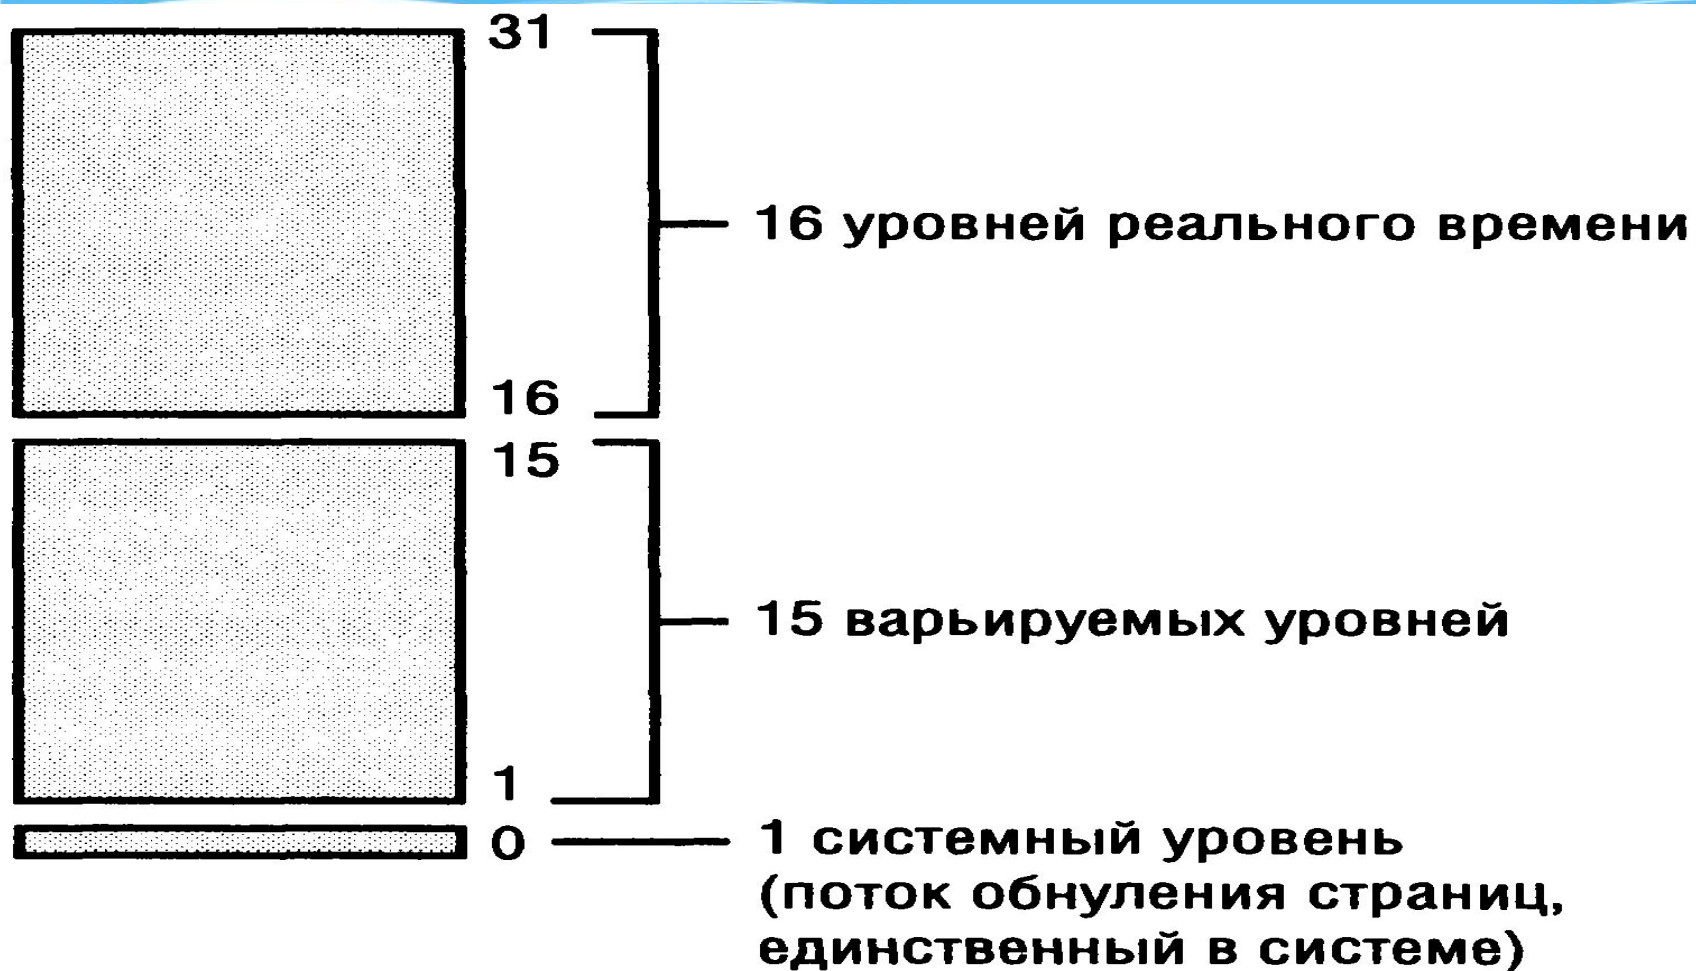 31
16 уровней реального времени
16
15
15 варьируемых уровней
1
0
1 системный уровень
(поток обнуления страниц,
единственный в системе)